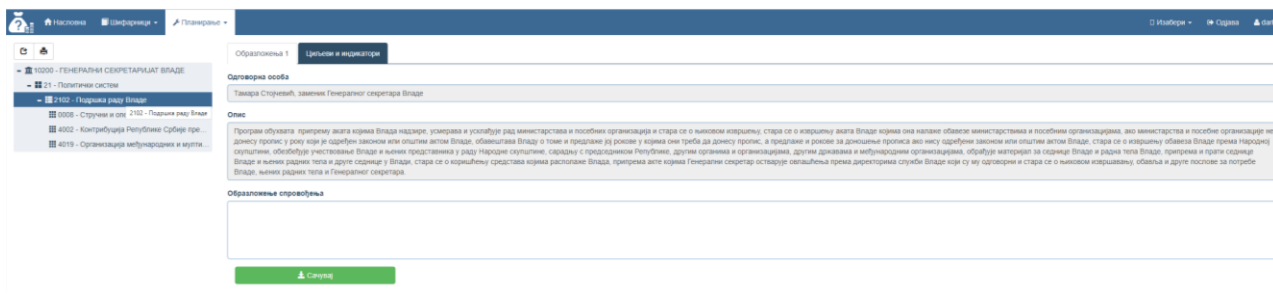 Насловна Шифарници Планирање Изабери Одјава dari
Образложења 1 Циљеви и индикатори
10200 - ГЕНЕРАЛНИ СЕКРЕТАРИЈАТ ВЛАДЕ
21 - Политички систем
2102 - Подршка раду Владе
0008 - Стручни и оп 2102 - Подршка раду Владе
4002 - Контрибуција Републике Србије пре...
4019 - Организација међународних и мулти...
Одговорна особа
Тамара Стојчевић, заменик Генералног секретара Владе
Опис
Програм обухвата припрему аката којима Влада надзире, усмерава и усклађује рад министарстава и посебних организација и стара се о њиховом извршењу, стара се о извршењу аката Владе којима она налаже обавезе министарствима и посебним организацијама, ако министарства и посебне организације не
донесу пропис у року који је одређен законом или општим актом Владе, обавештава Владу о томе и предлаже јој рокове у којима они треба да донесу пропис, а предлаже и рокове за доношење прописа ако нису одређени законом или општим актом Владе, стара се о извршењу обавеза Владе према Народној
скупштини, обезбеђује учествовање Владе и њених представника у раду Народне скупштине, сарадњу с председником Републике, другим органима и организацијама, другим државама и међународним организацијама, обрађује материјал за седнице Владе и радна тела Владе, припрема и прати седнице
Владе и њених радних тела и друге седнице у Влади, стара се о коришћењу средстава којима располаже Влада, припрема акте којима Генерални секретар остварује овлашћења према директорима служби Владе који су му одговорни и стара се о њиховом извршавању, обавља и друге послове за потребе
Владе, њених радних тела и Генералног секретара.
Образложење спровођења
Сачувај